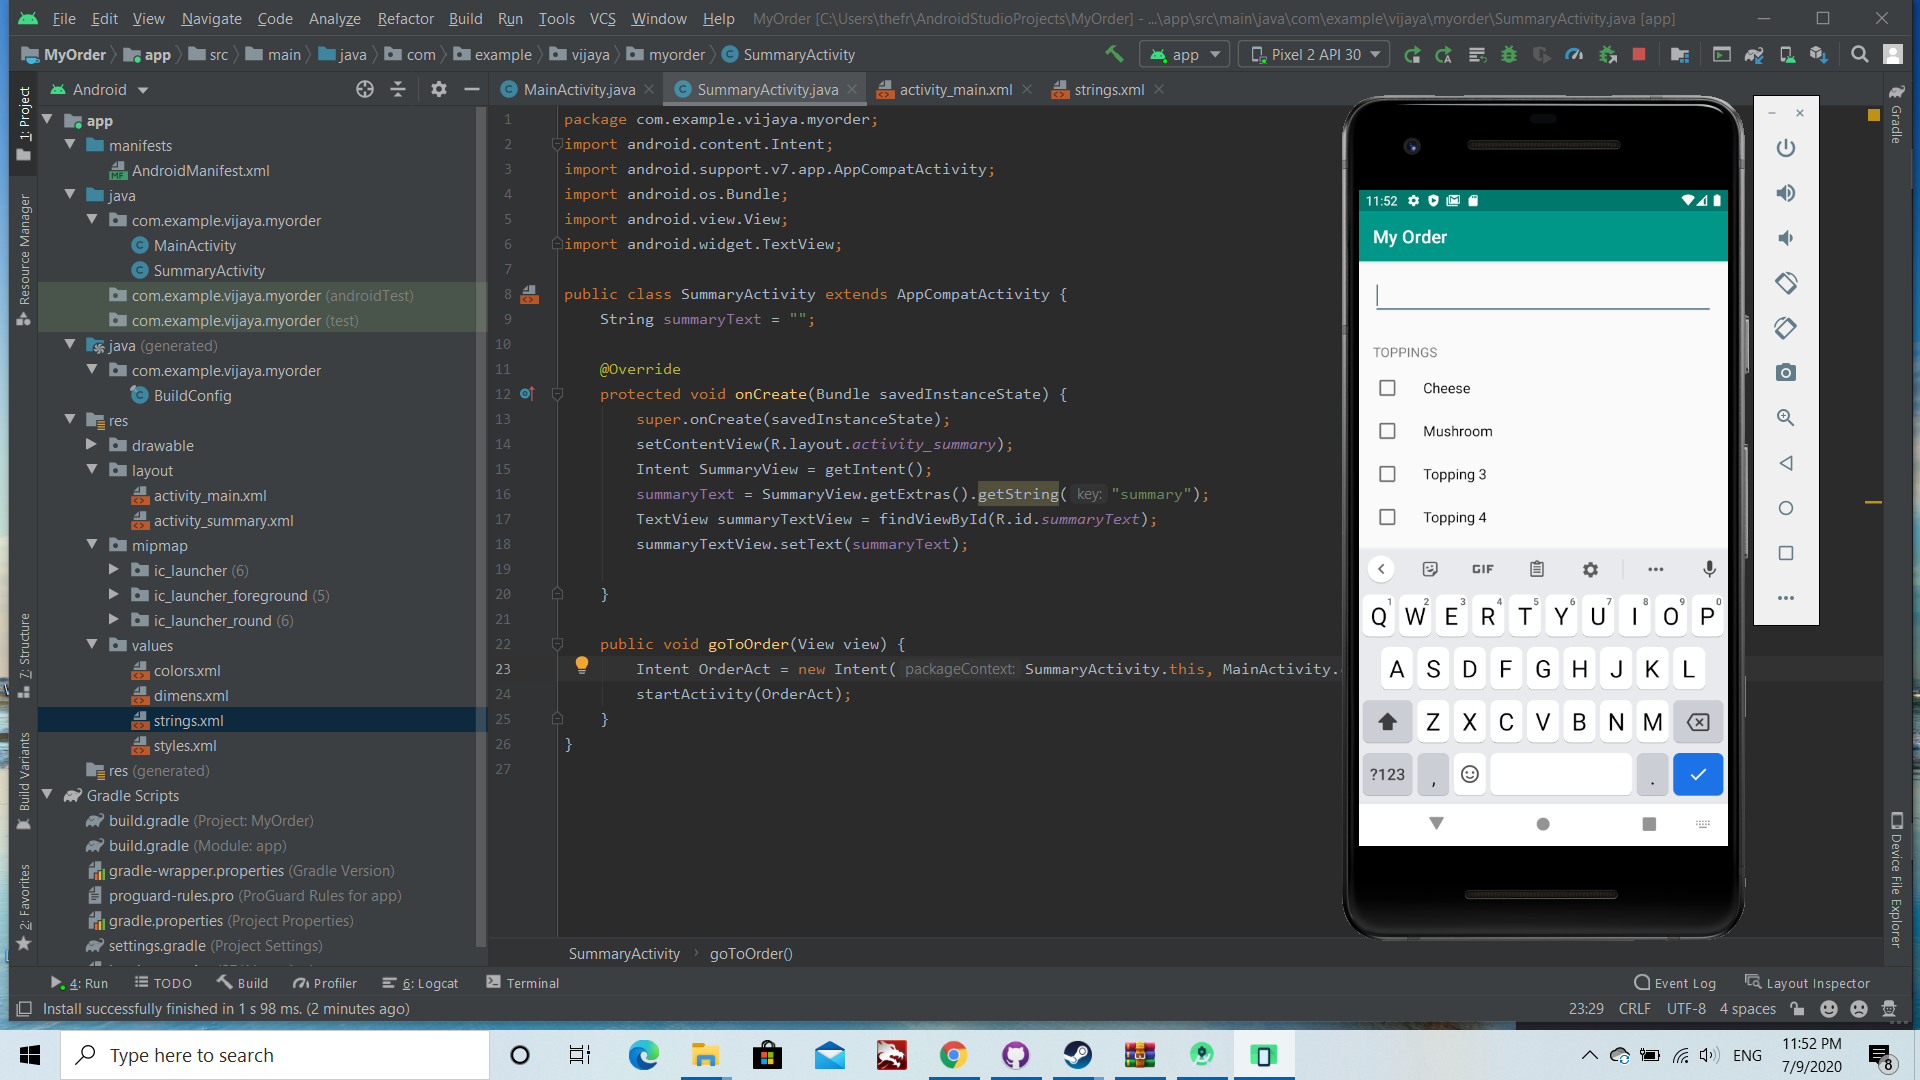 File Edit View Navigate Code Analyze Refactor Build Run Tools VCS Window Help MyOrder [C:\Users\thefr\AndroidStudioProjects\MyOrder] - ...\app\src\main\java\com\example\vijaya\myorder\SummaryActivity.java [app]
MyOrder app src main java com example vijaya myorder SummaryActivity app Pixel 2 API 30
Android MainActivity.java SummaryActivity.java activity_main.xml strings.xml
1: Project
Resource Manager
7: Structure
Build Variants
2: Favorites
app
manifests
AndroidManifest.xml
java
com.example.vijaya.myorder
MainActivity
SummaryActivity
com.example.vijaya.myorder (androidTest)
com.example.vijaya.myorder (test)
java (generated)
com.example.vijaya.myorder
BuildConfig
res
drawable
layout
activity_main.xml
activity_summary.xml
mipmap
ic_launcher (6)
ic_launcher_foreground (5)
ic_launcher_round (6)
values
colors.xml
dimens.xml
strings.xml
styles.xml
res (generated)
Gradle Scripts
build.gradle (Project: MyOrder)
build.gradle (Module: app)
gradle-wrapper.properties (Gradle Version)
proguard-rules.pro (ProGuard Rules for app)
gradle.properties (Project Properties)
settings.gradle (Project Settings)
1 package com.example.vijaya.myorder;
2 import android.content.Intent;
3 import android.support.v7.app.AppCompatActivity;
4 import android.os.Bundle;
5 import android.view.View;
6 import android.widget.TextView;
7
8 public class SummaryActivity extends AppCompatActivity {
9 String summaryText = "";
10
11 @Override
12 protected void onCreate(Bundle savedInstanceState) {
13 super.onCreate(savedInstanceState);
14 setContentView(R.layout.activity_summary);
15 Intent SummaryView = getIntent();
16 summaryText = SummaryView.getExtras().getString( key: "summary");
17 TextView summaryTextView = findViewById(R.id.summaryText);
18 summaryTextView.setText(summaryText);
19
20 }
21
22 public void goToOrder(View view) {
23 Intent OrderAct = new Intent( packageContext: SummaryActivity.this, MainActivity.
24 startActivity(OrderAct);
25 }
26 }
27
11:52
My Order
TOPPINGS
Cheese
Mushroom
Topping 3
Topping 4
GIF
Q1 W2 E3 R4 T5 Y6 U7 I8 O9 P0
A S D F G H J K L
Z X C V B N M
?123 , .
Gradle
Device File Explorer
SummaryActivity goToOrder()
4: Run TODO Build Profiler 6: Logcat Terminal Event Log Layout Inspector
Install successfully finished in 1 s 98 ms. (2 minutes ago) 23:29 CRLF UTF-8 4 spaces
Type here to search ENG 11:52 PM
7/9/2020
8